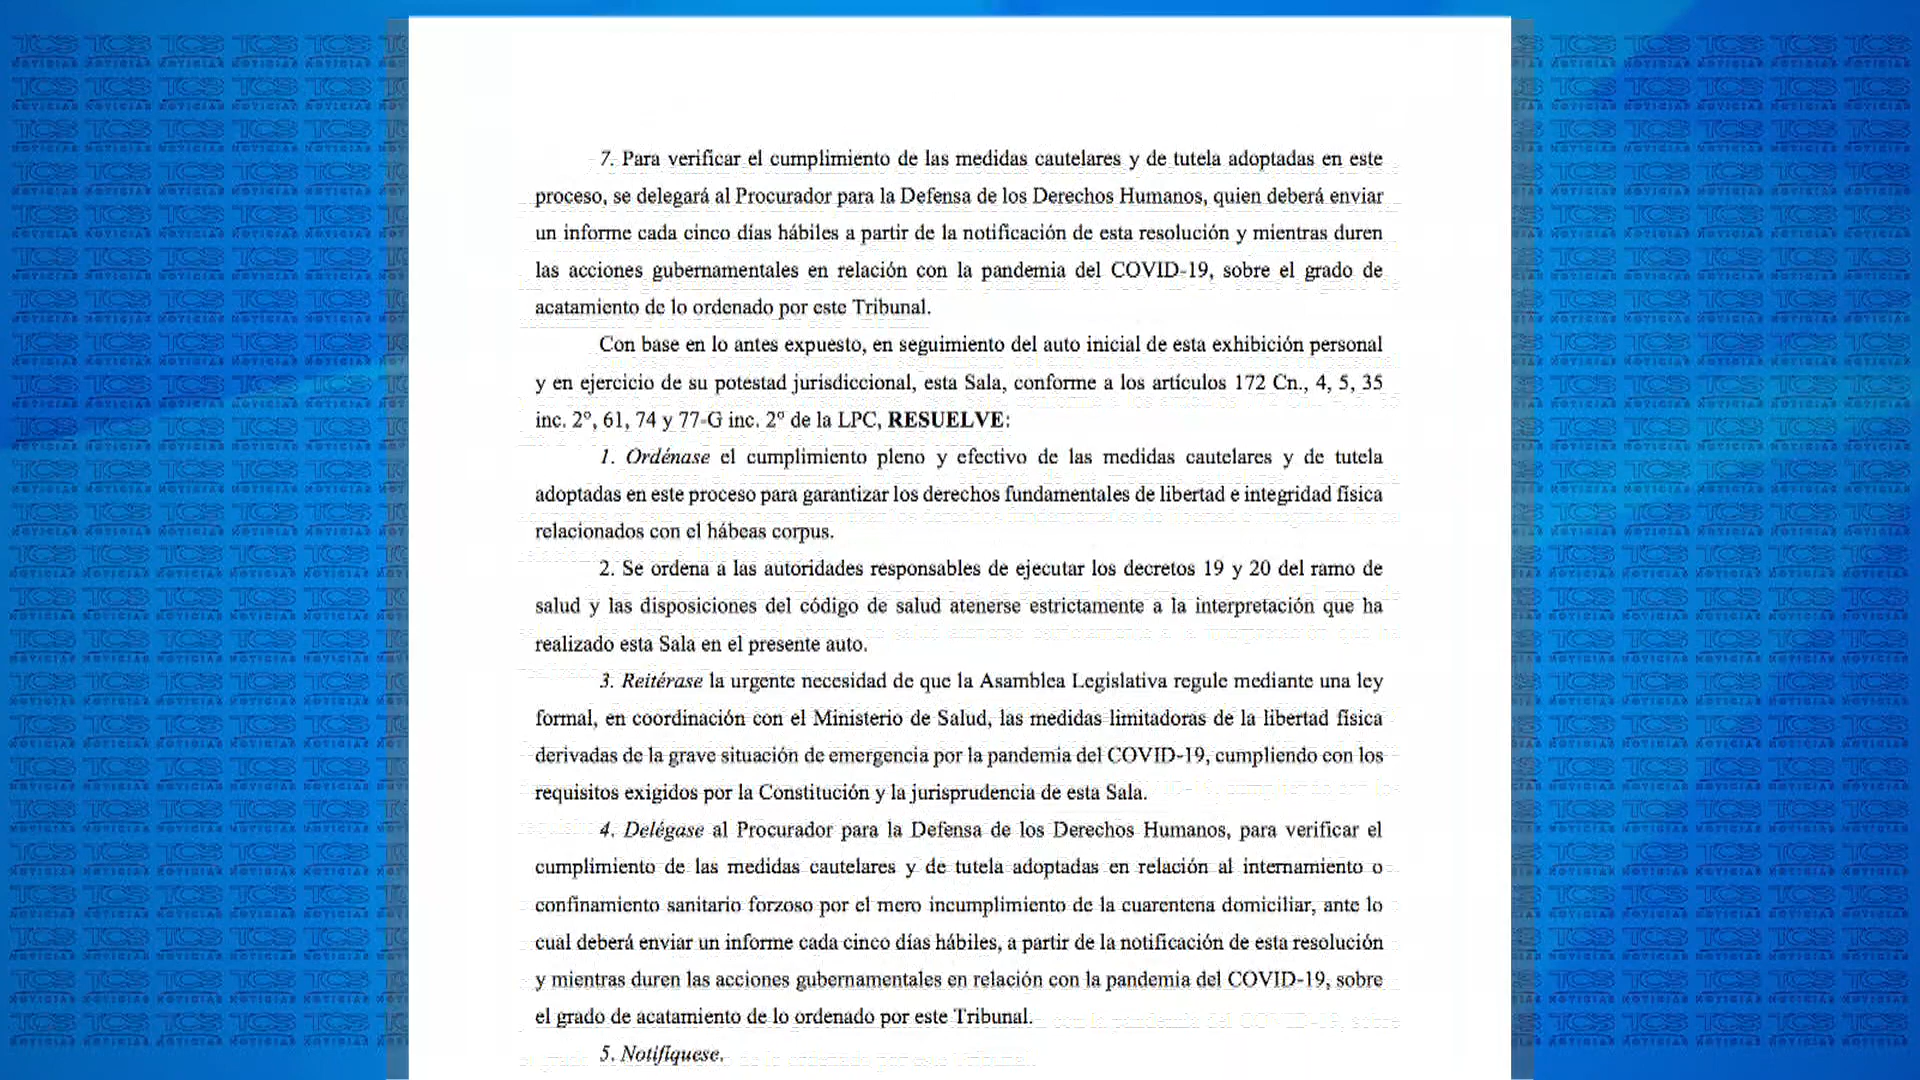 7. Para verificar el cumplimiento de las medidas cautelares y de tutela adoptadas en este
proceso, se delegará al Procurador para la Defensa de los Derechos Humanos, quien deberá enviar
un informe cada cinco días hábiles a partir de la notificación de esta resolución y mientras duren
las acciones gubernamentales en relación con la pandemia del COVID-19, sobre el grado de
acatamiento de lo ordenado por este Tribunal.
Con base en lo antes expuesto, en seguimiento del auto inicial de esta exhibición personal
y en ejercicio de su potestad jurisdiccional, esta Sala, conforme a los artículos 172 Cn., 4, 5, 35
inc. 2°, 61, 74 y 77-G inc. 2° de la LPC, RESUELVE:
1. Ordénase el cumplimiento pleno y efectivo de las medidas cautelares y de tutela
adoptadas en este proceso para garantizar los derechos fundamentales de libertad e integridad física
relacionados con el hábeas corpus.
2. Se ordena a las autoridades responsables de ejecutar los decretos 19 y 20 del ramo de
salud y las disposiciones del código de salud atenerse estrictamente a la interpretación que ha
realizado esta Sala en el presente auto.
3. Reitérase la urgente necesidad de que la Asamblea Legislativa regule mediante una ley
formal, en coordinación con el Ministerio de Salud, las medidas limitadoras de la libertad física
derivadas de la grave situación de emergencia por la pandemia del COVID-19, cumpliendo con los
requisitos exigidos por la Constitución y la jurisprudencia de esta Sala.
4. Delégase al Procurador para la Defensa de los Derechos Humanos, para verificar el
cumplimiento de las medidas cautelares y de tutela adoptadas en relación al internamiento o
confinamiento sanitario forzoso por el mero incumplimiento de la cuarentena domiciliar, ante lo
cual deberá enviar un informe cada cinco días hábiles, a partir de la notificación de esta resolución
y mientras duren las acciones gubernamentales en relación con la pandemia del COVID-19, sobre
el grado de acatamiento de lo ordenado por este Tribunal.
5. Notifíquese.